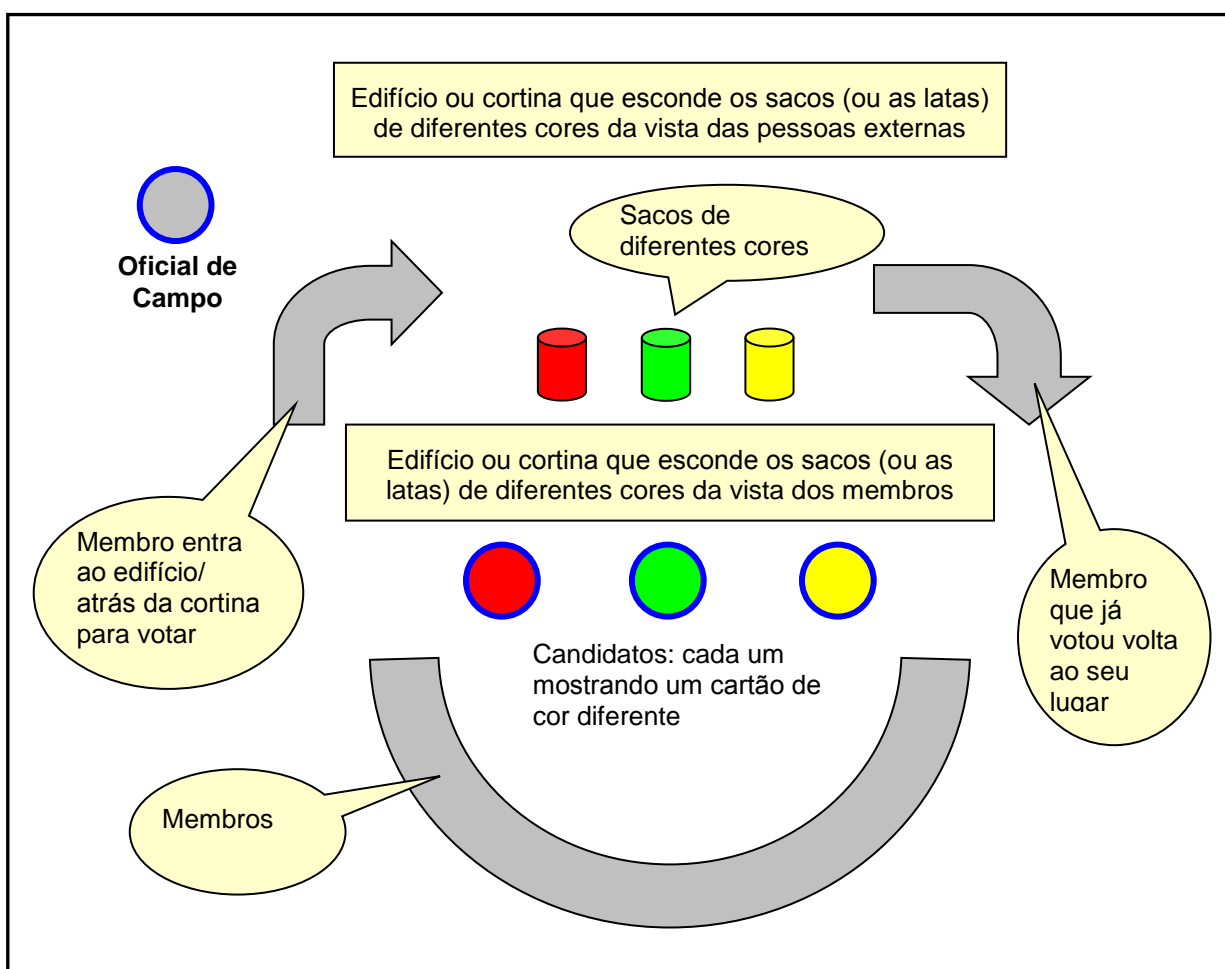 Edifício ou cortina que esconde os sacos (ou as latas)
de diferentes cores da vista das pessoas externas
Sacos de
diferentes cores
Oficial de
Campo
Edifício ou cortina que esconde os sacos (ou as
latas) de diferentes cores da vista dos membros
Membro entra
ao edifício/
atrás da cortina
para votar
Membro
que já
votou volta
ao seu
lugar
Candidatos: cada um
mostrando um cartão de
cor diferente
Membros